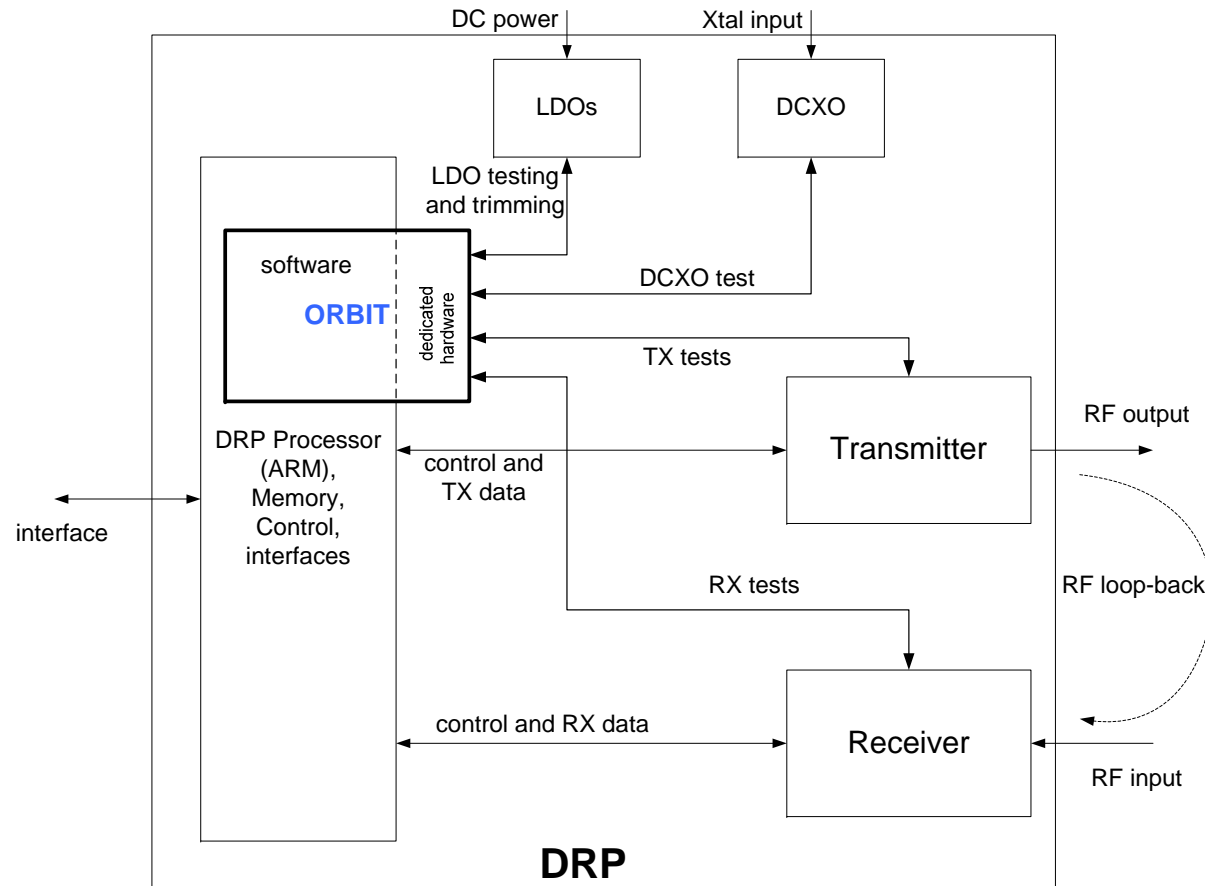 DC power
Xtal input
LDOs
DCXO
LDO testing
and trimming
software
ORBIT
dedicated
hardware
DCXO test
TX tests
RF output
Transmitter
DRP Processor
(ARM),
Memory,
Control,
interfaces
control and
TX data
interface
RX tests
RF loop-back
control and RX data
Receiver
RF input
DRP